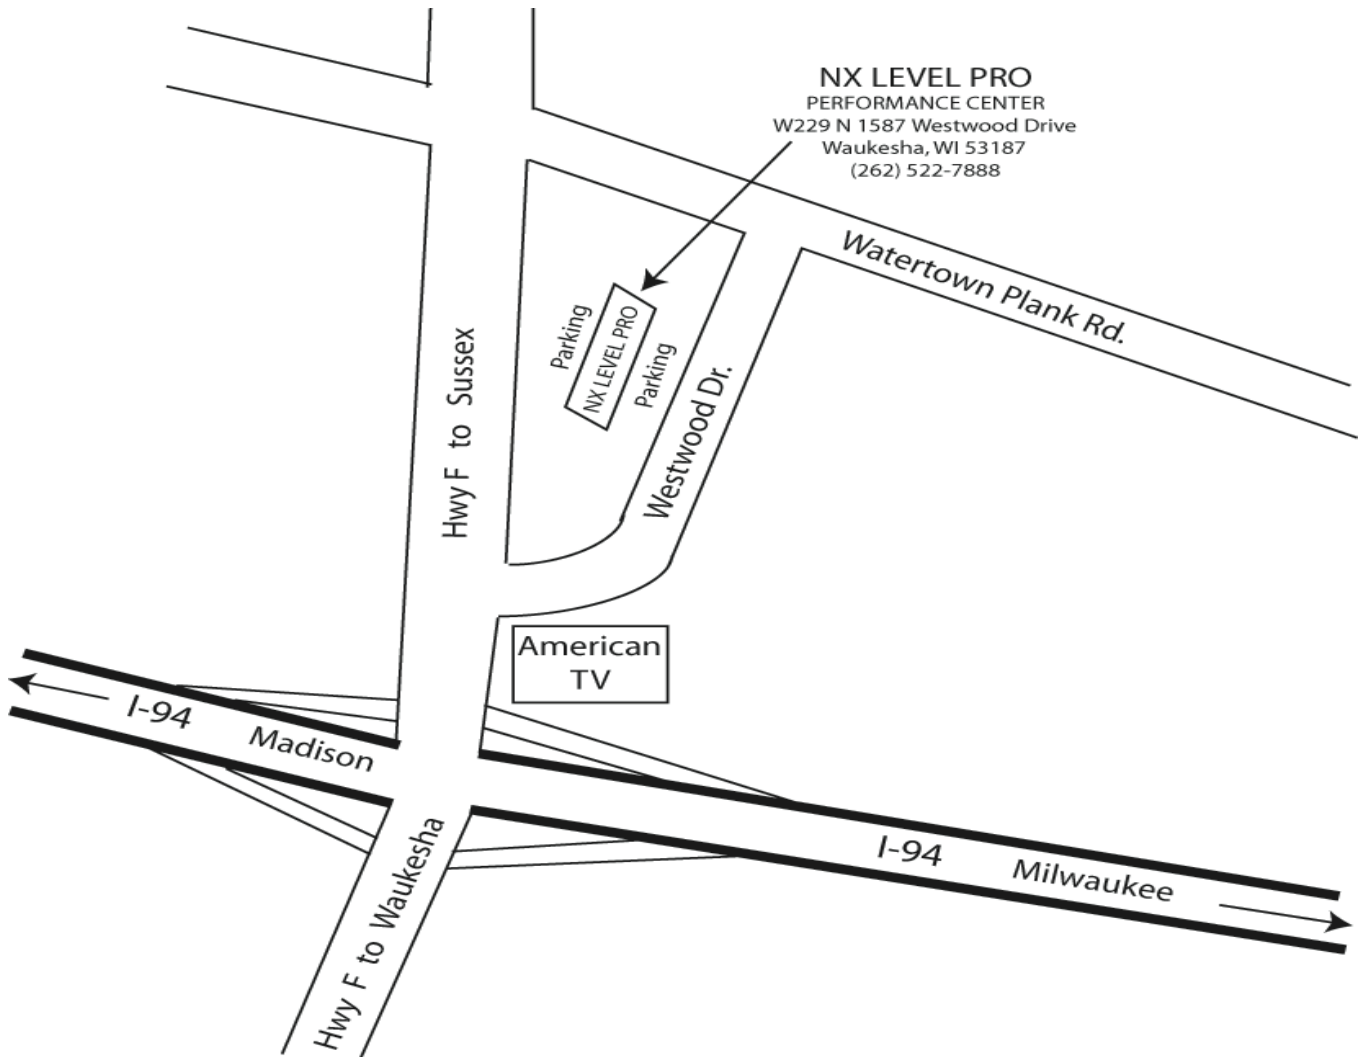 NX LEVEL PRO
PERFORMANCE CENTER
W229 N 1587 Westwood Drive
Waukesha, WI 53187
(262) 522-7888
Watertown Plank Rd.
Parking
NX LEVEL PRO
Parking
Westwood Dr.
Hwy F to Sussex
American
TV
I-94 Madison
I-94 Milwaukee
Hwy F to Waukesha